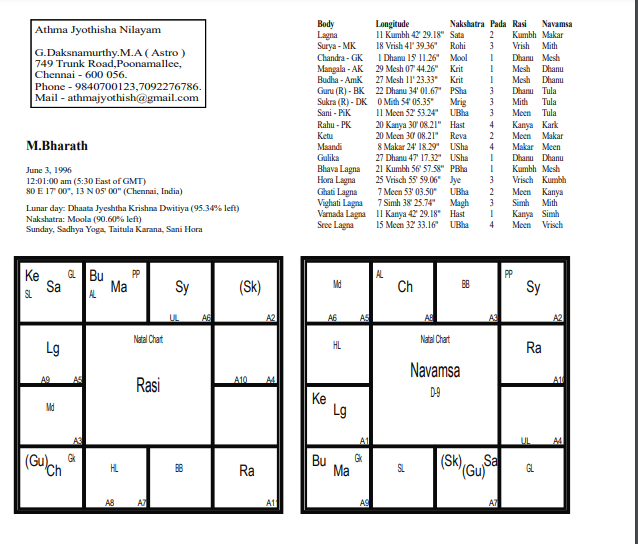 Athma Jyothisha Nilayam
G.Daksnamurthy.M.A ( Astro )
749 Trunk Road,Poonamallee,
Chennai - 600 056.
Phone - 9840700123,7092276786.
Mail - athmajyothish@gmail.com
M.Bharath
June 3, 1996
12:01:00 am (5:30 East of GMT)
80 E 17' 00", 13 N 05' 00" (Chennai, India)
Lunar day: Dhaata Jyeshtha Krishna Dwitiya (95.34% left)
Nakshatra: Moola (90.60% left)
Sunday, Sadhya Yoga, Taitula Karana, Sani Hora
Body Longitude Nakshatra Pada Rasi Navamsa
Lagna 11 Kumbh 42' 29.18" Sata 2 Kumbh Makar
Surya - MK 18 Vrish 41' 39.36" Rohi 3 Vrish Mith
Chandra - GK 1 Dhanu 15' 11.26" Mool 1 Dhanu Mesh
Mangala - AK 29 Mesh 07' 44.26" Krit 1 Mesh Dhanu
Budha - AmK 27 Mesh 11' 23.33" Krit 1 Mesh Dhanu
Guru (R) - BK 22 Dhanu 34' 01.67" PSha 3 Dhanu Tula
Sukra (R) - DK 0 Mith 54' 05.35" Mrig 3 Mith Tula
Sani - PiK 11 Meen 52' 53.24" UBha 3 Meen Tula
Rahu - PK 20 Kanya 30' 08.21" Hast 4 Kanya Kark
Ketu 20 Meen 30' 08.21" Reva 2 Meen Makar
Maandi 8 Makar 24' 18.29" USha 4 Makar Meen
Gulika 27 Dhanu 47' 17.32" USha 1 Dhanu Dhanu
Bhava Lagna 21 Kumbh 56' 57.58" PBha 1 Kumbh Mesh
Hora Lagna 25 Vrisch 55' 59.06" Jye 3 Vrisch Kumbh
Ghati Lagna 7 Meen 53' 03.50" UBha 2 Meen Kanya
Vighati Lagna 7 Simh 38' 25.74" Magh 3 Simh Mith
Varnada Lagna 11 Kanya 42' 29.18" Hast 1 Kanya Simh
Sree Lagna 15 Meen 32' 33.16" UBha 4 Meen Vrisch
Ke GL Bu PP
SL Sa AL Ma Sy (Sk)
UL A6 A2
Lg Natal Chart
A9 A5 Rasi A10 A4
Md
A3
(Gu) Ch Gk HL BB Ra
A8 A7 A11
Md AL Ch BB PP Sy
A6 A5 A8 A3 A2
HL Natal Chart Ra
Navamsa A10
Ke D-9
Lg
A1 UL A4
Bu Gk (Sk) Sa
Ma SL (Gu) GL
A9 A7